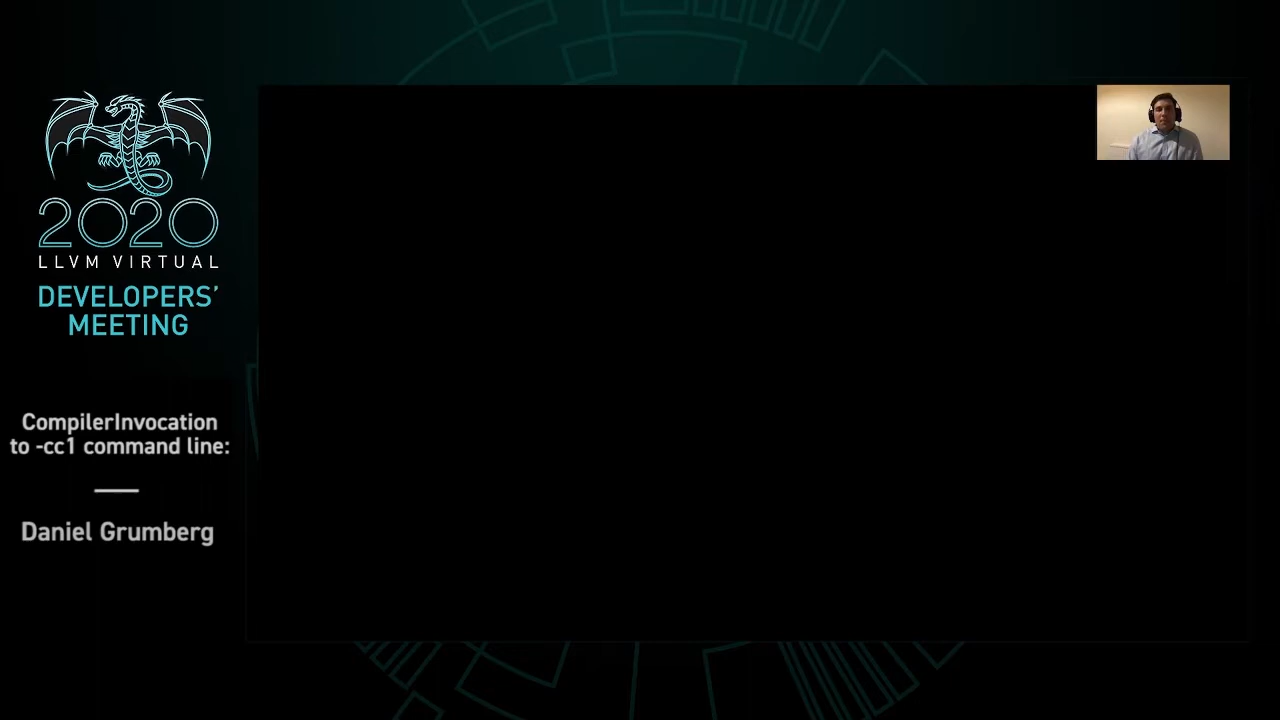 2020
LLVM VIRTUAL
DEVELOPERS’
MEETING
CompilerInvocation
to -cc1 command line:
Daniel Grumberg